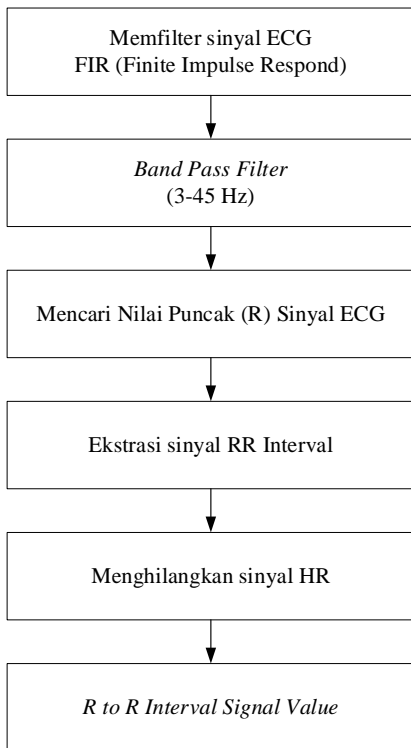 Memfilter sinyal ECG
FIR (Finite Impulse Respond)
Band Pass Filter
(3-45 Hz)
Mencari Nilai Puncak (R) Sinyal ECG
Ekstrasi sinyal RR Interval
Menghilangkan sinyal HR
R to R Interval Signal Value